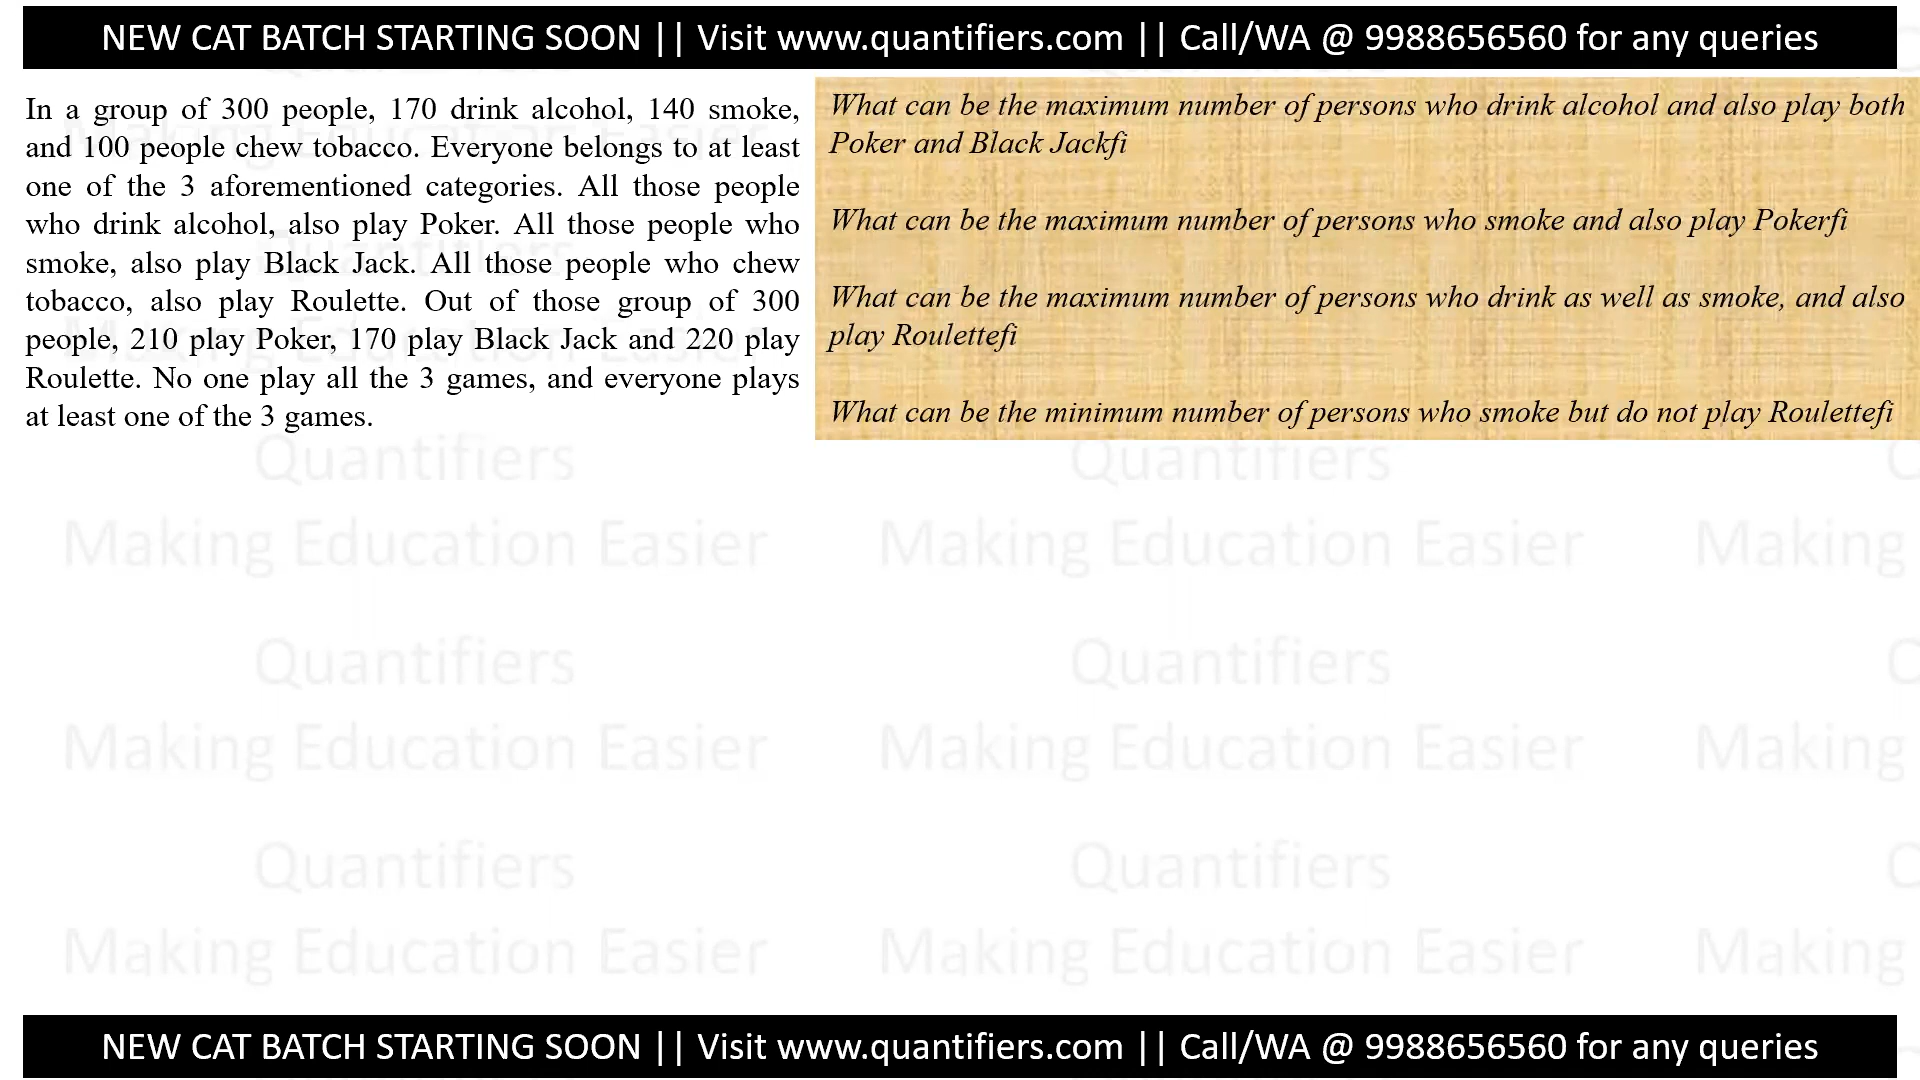 NEW CAT BATCH STARTING SOON || Visit www.quantifiers.com || Call/WA @ 9988656560 for any queries
In a group of 300 people, 170 drink alcohol, 140 smoke,
and 100 people chew tobacco. Everyone belongs to at least
one of the 3 aforementioned categories. All those people
who drink alcohol, also play Poker. All those people who
smoke, also play Black Jack. All those people who chew
tobacco, also play Roulette. Out of those group of 300
people, 210 play Poker, 170 play Black Jack and 220 play
Roulette. No one play all the 3 games, and everyone plays
at least one of the 3 games.
What can be the maximum number of persons who drink alcohol and also play both
Poker and Black Jackfi
What can be the maximum number of persons who smoke and also play Pokerfi
What can be the maximum number of persons who drink as well as smoke, and also
play Roulettefi
What can be the minimum number of persons who smoke but do not play Roulettefi
Quantifiers Quantifiers
Making Education Easier Making Education Easier Making
Quantifiers Quantifiers
Making Education Easier Making Education Easier Making
Quantifiers Quantifiers
Making Education Easier Making Education Easier Making
NEW CAT BATCH STARTING SOON || Visit www.quantifiers.com || Call/WA @ 9988656560 for any queries